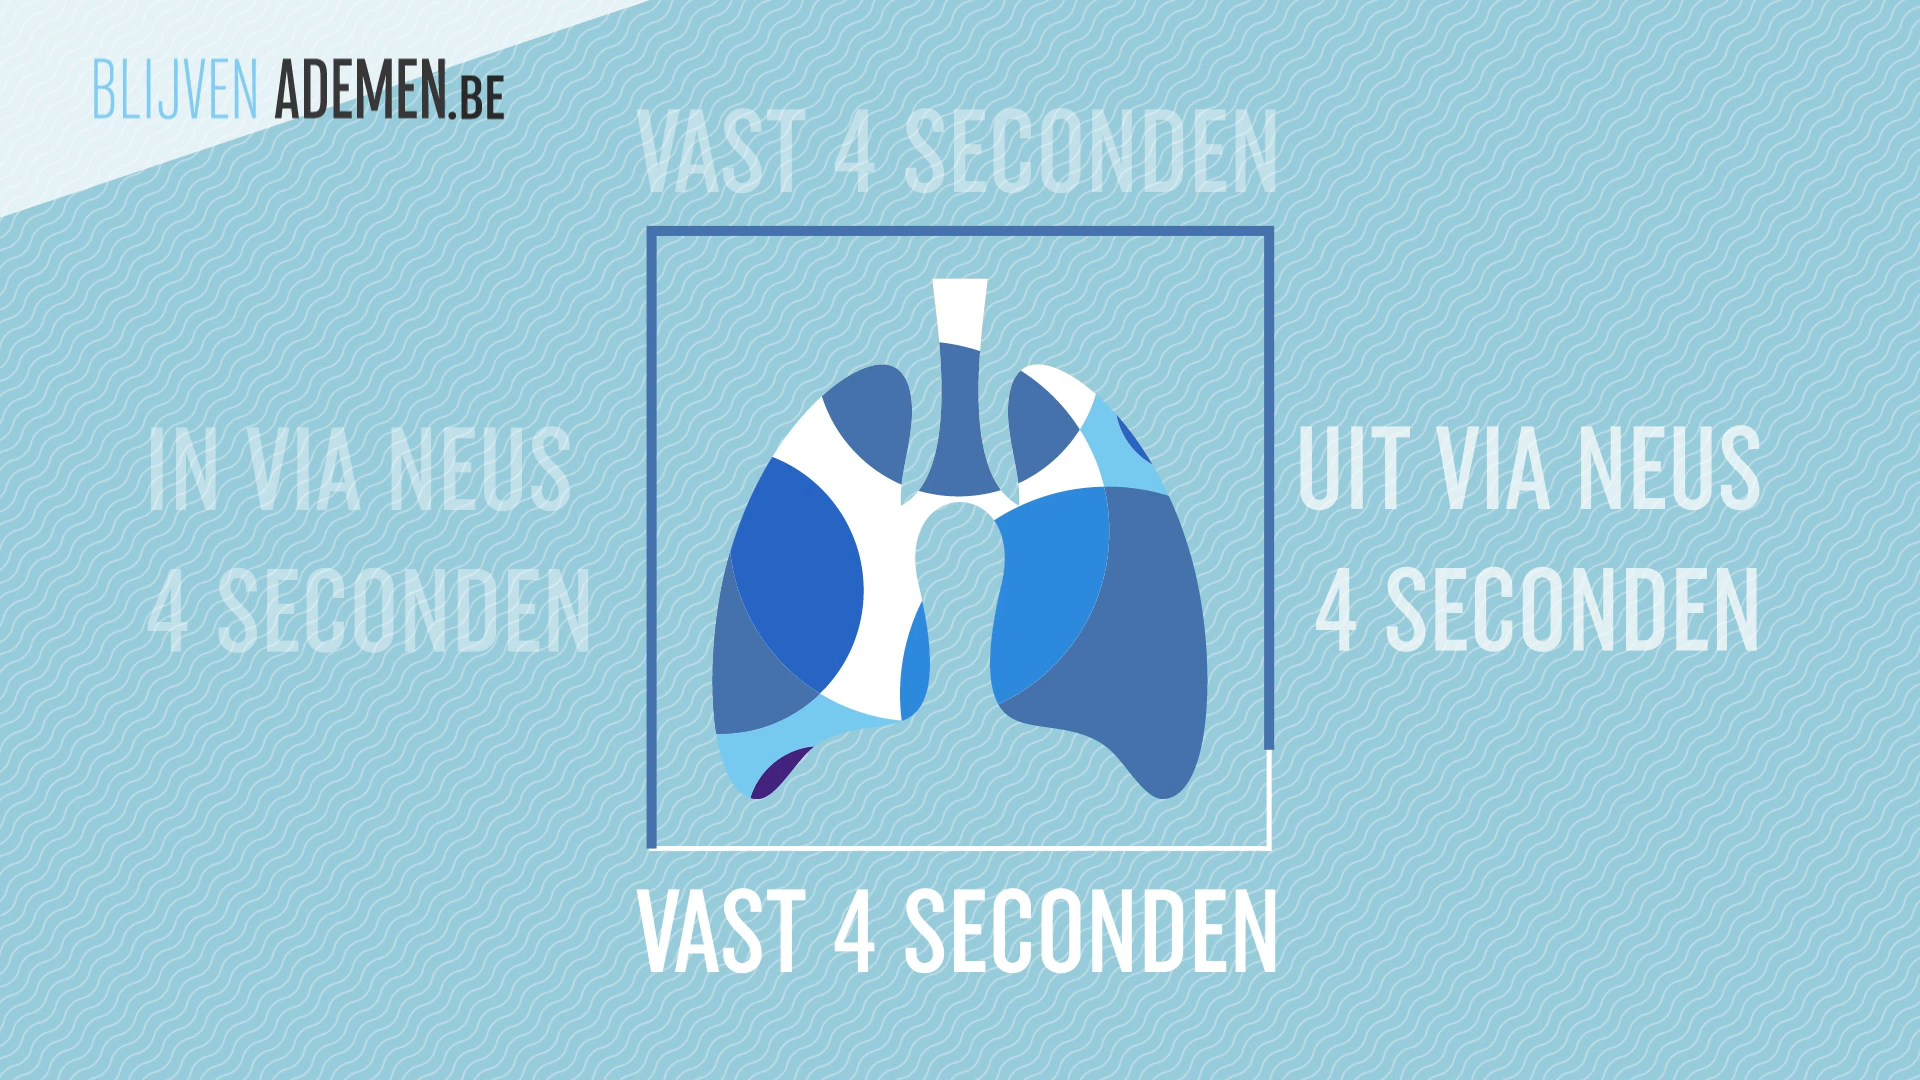 BLIJVEN ADEMEN.BE
VAST 4 SECONDEN
IN VIA NEUS
4 SECONDEN
UIT VIA NEUS
4 SECONDEN
VAST 4 SECONDEN